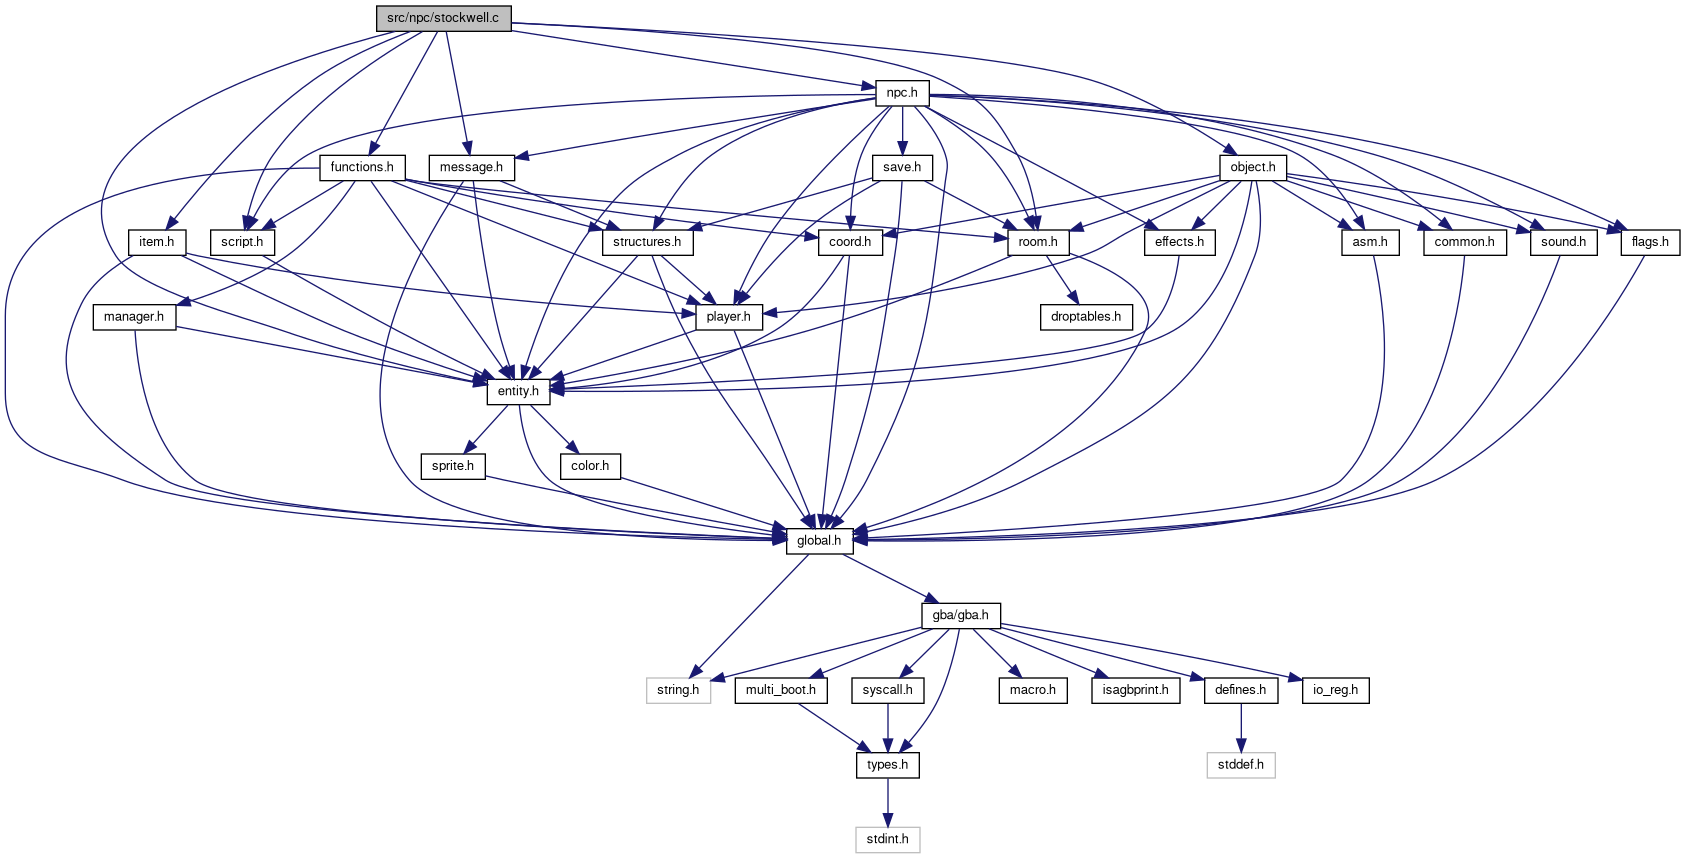 src/npc/stockwell.c
npc.h
functions.h
message.h
save.h
object.h
item.h
script.h
structures.h
coord.h
room.h
effects.h
asm.h
common.h
sound.h
flags.h
manager.h
player.h
droptables.h
entity.h
sprite.h
color.h
global.h
gba/gba.h
string.h
multi_boot.h
syscall.h
macro.h
isagbprint.h
defines.h
io_reg.h
types.h
stddef.h
stdint.h